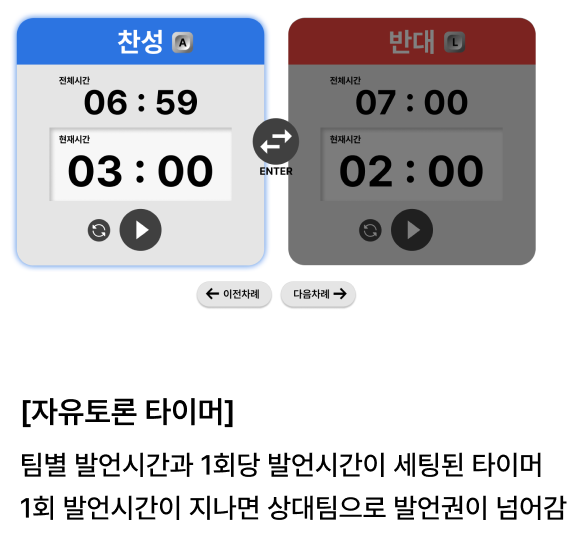 찬성 A
전체시간
06 : 59
현재시간
03 : 00
반대 L
전체시간
07 : 00
현재시간
02 : 00
ENTER
← 이전차례
다음차례 →
[자유토론 타이머]
팀별 발언시간과 1회당 발언시간이 세팅된 타이머
1회 발언시간이 지나면 상대팀으로 발언권이 넘어감